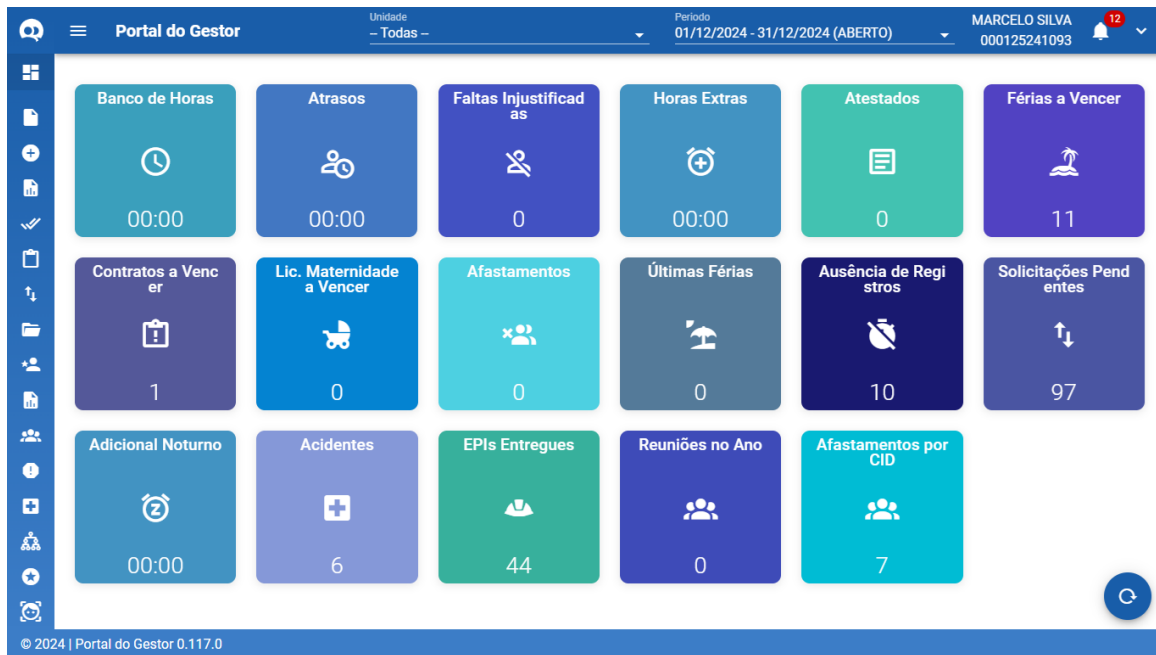 Portal do Gestor
Unidade
-- Todas --
Periodo
01/12/2024 - 31/12/2024 (ABERTO)
MARCELO SILVA
000125241093
12
Banco de Horas
00:00
Atrasos
00:00
Faltas Injustificad
as
0
Horas Extras
00:00
Atestados
0
Férias a Vencer
11
Contratos a Venc
er
1
Lic. Maternidade
a Vencer
0
Afastamentos
0
Últimas Férias
0
Ausência de Regi
stros
10
Solicitações Pend
entes
97
Adicional Noturno
00:00
Acidentes
6
EPIs Entregues
44
Reuniões no Ano
0
Afastamentos por
CID
7
© 2024 | Portal do Gestor 0.117.0